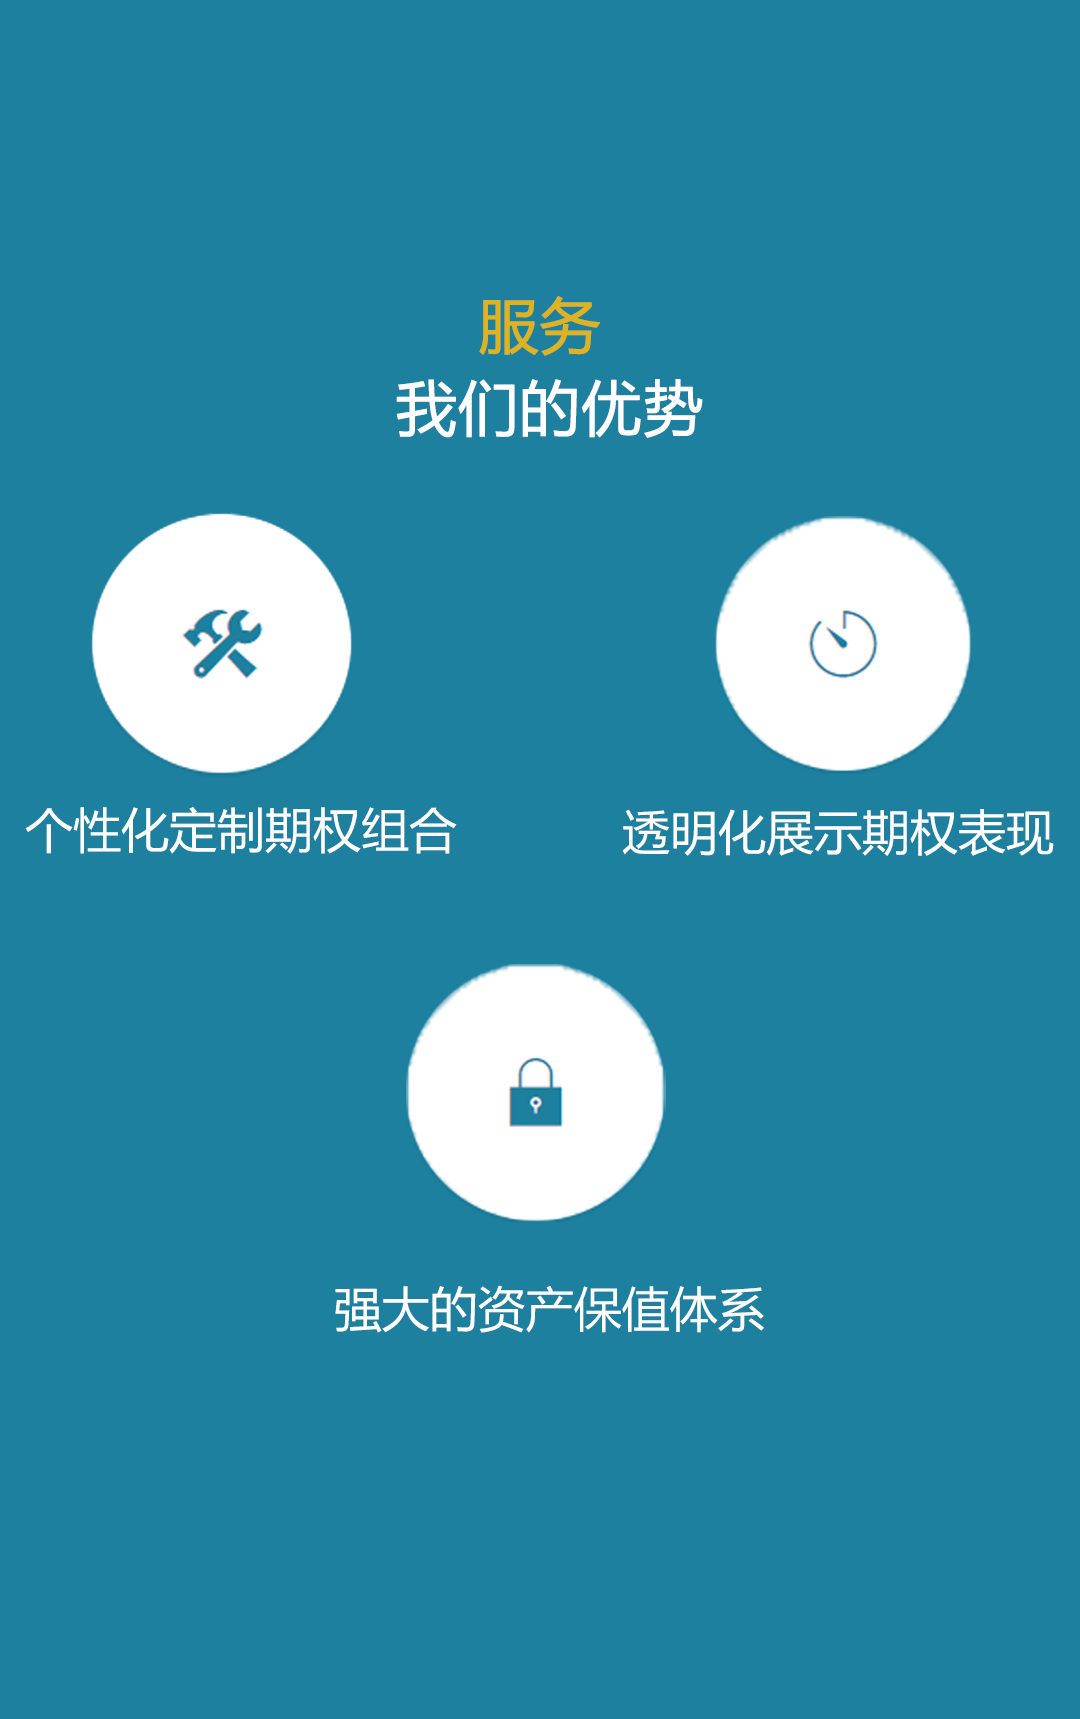 服务
我们的优势
个性化定制期权组合
透明化展示期权表现
强大的资产保值体系